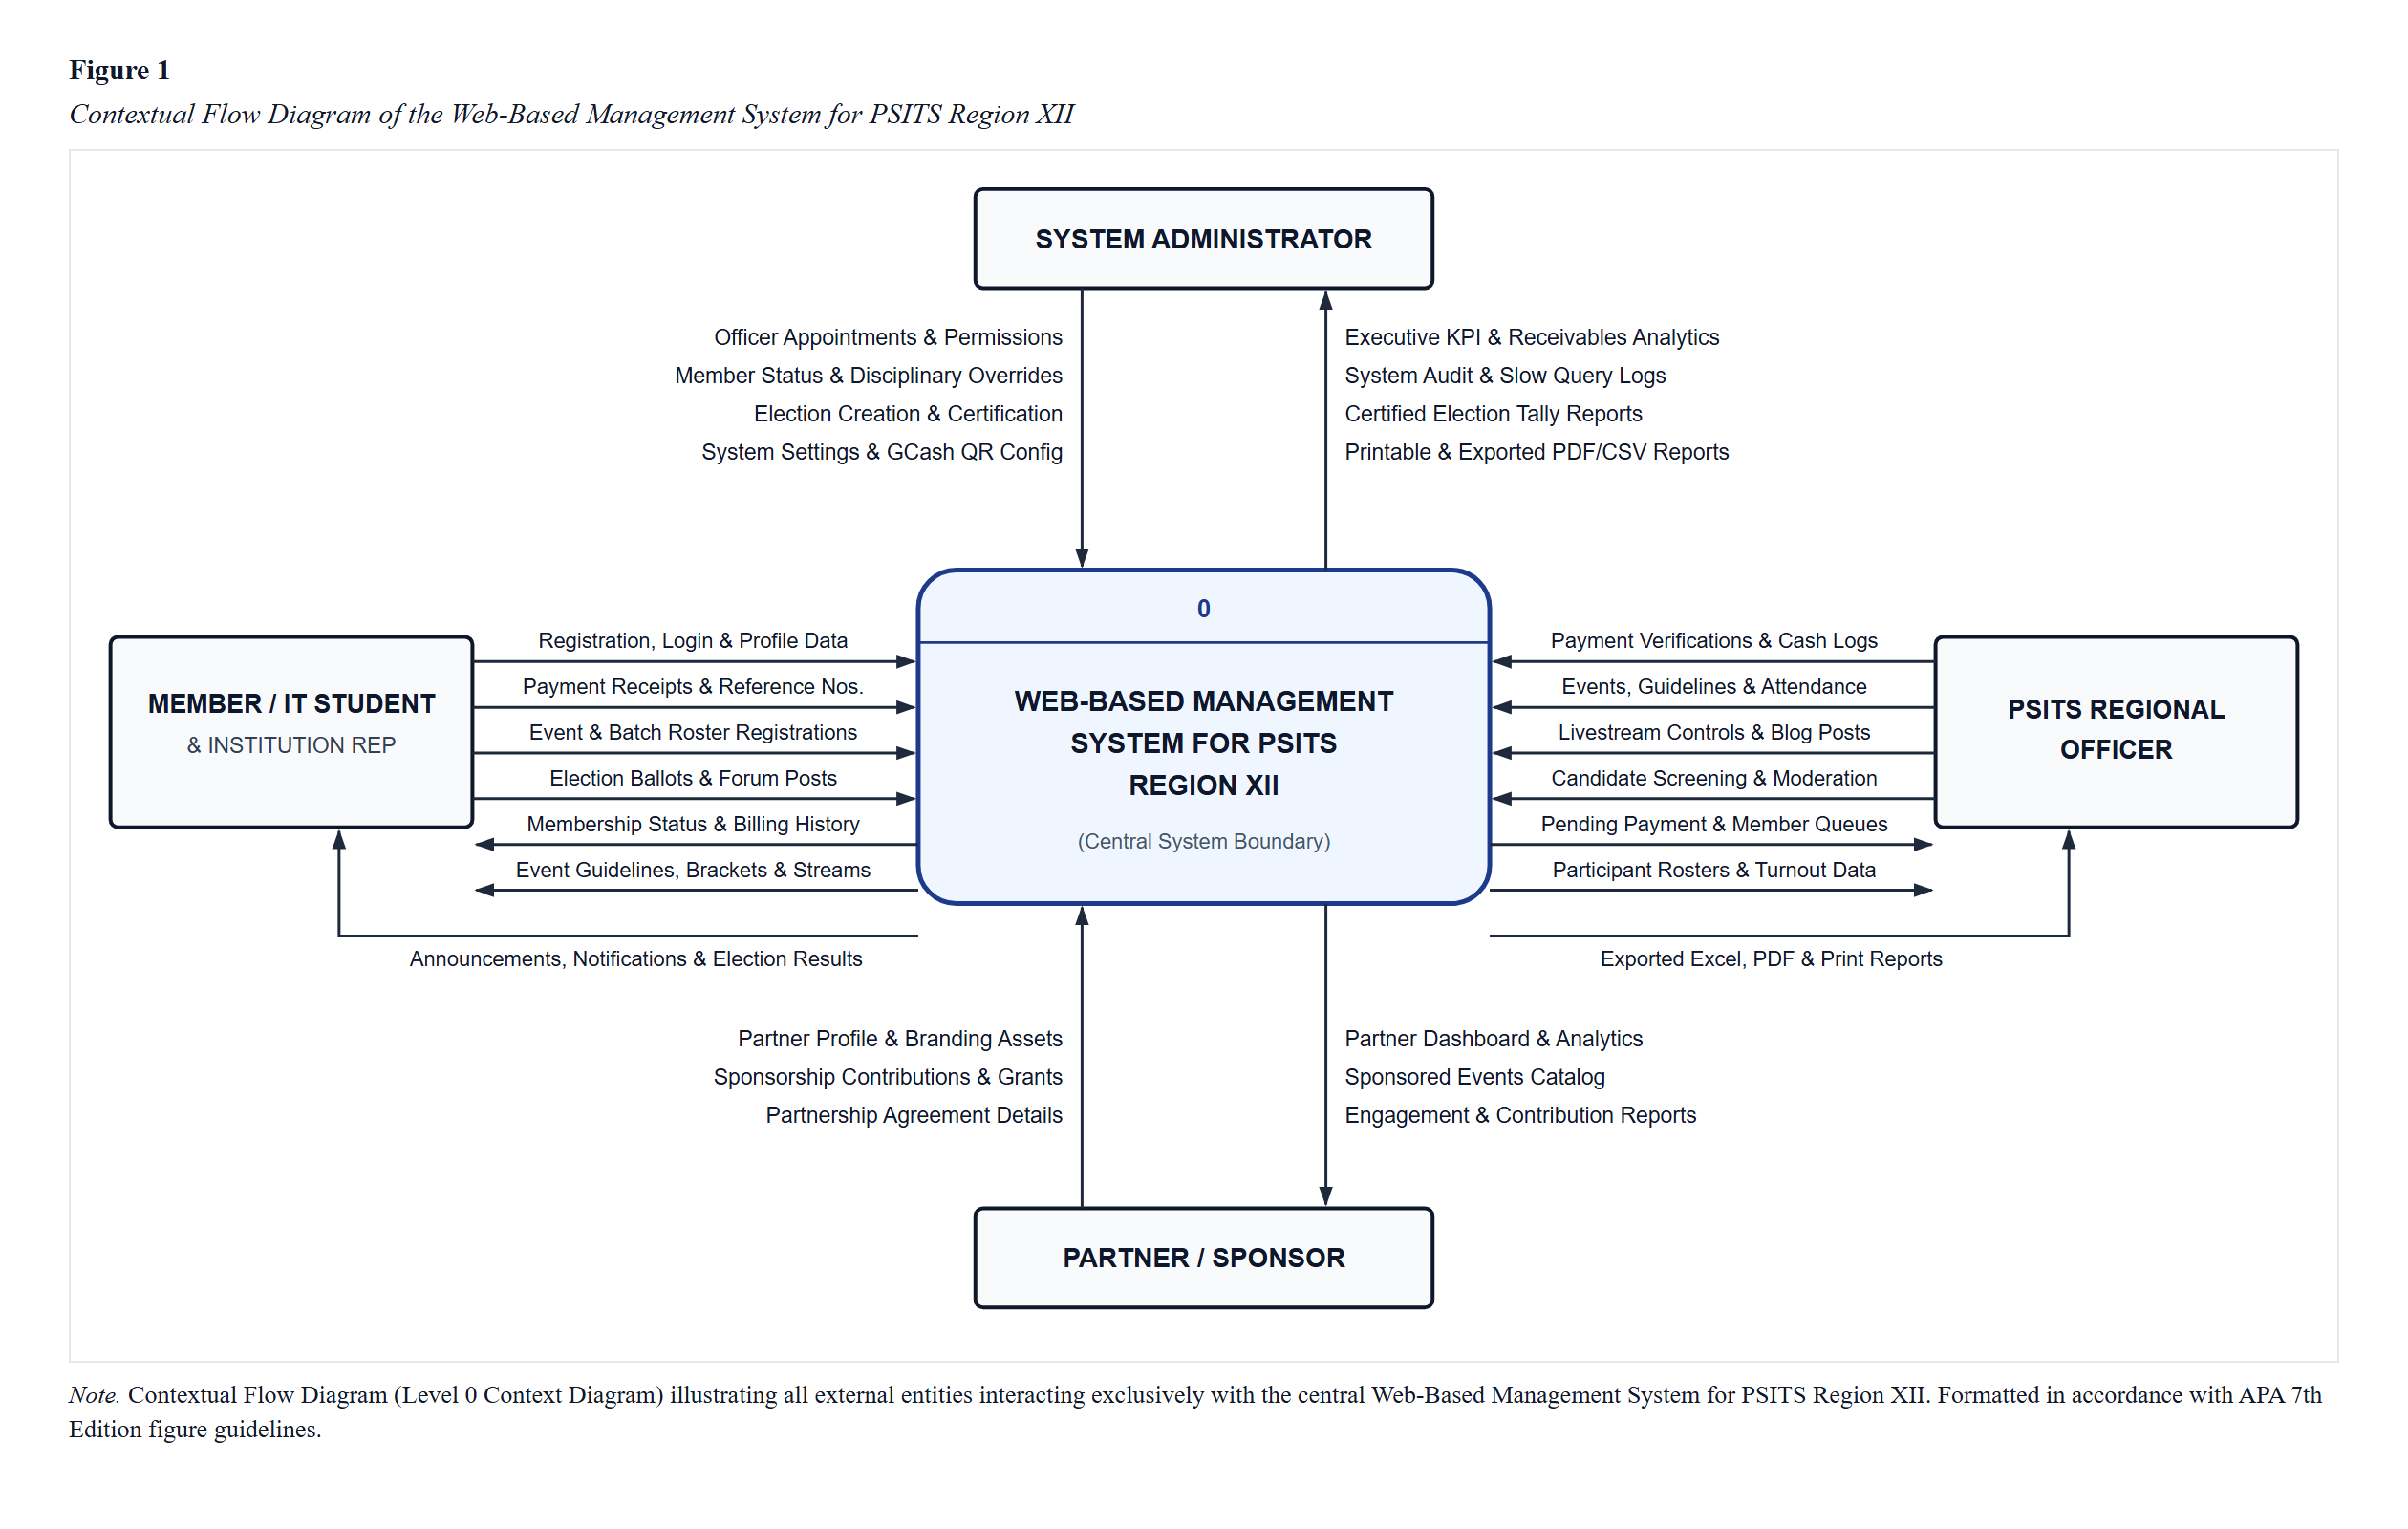 Figure 1
Contextual Flow Diagram of the Web-Based Management System for PSITS Region XII
SYSTEM ADMINISTRATOR
Officer Appointments & Permissions
Member Status & Disciplinary Overrides
Election Creation & Certification
System Settings & GCash QR Config
Executive KPI & Receivables Analytics
System Audit & Slow Query Logs
Certified Election Tally Reports
Printable & Exported PDF/CSV Reports
MEMBER / IT STUDENT
& INSTITUTION REP
Registration, Login & Profile Data
Payment Receipts & Reference Nos.
Event & Batch Roster Registrations
Election Ballots & Forum Posts
Membership Status & Billing History
Event Guidelines, Brackets & Streams
Announcements, Notifications & Election Results
0
WEB-BASED MANAGEMENT
SYSTEM FOR PSITS
REGION XII
(Central System Boundary)
Payment Verifications & Cash Logs
Events, Guidelines & Attendance
Livestream Controls & Blog Posts
Candidate Screening & Moderation
Pending Payment & Member Queues
Participant Rosters & Turnout Data
Exported Excel, PDF & Print Reports
PSITS REGIONAL
OFFICER
Partner Profile & Branding Assets
Sponsorship Contributions & Grants
Partnership Agreement Details
Partner Dashboard & Analytics
Sponsored Events Catalog
Engagement & Contribution Reports
PARTNER / SPONSOR
Note. Contextual Flow Diagram (Level 0 Context Diagram) illustrating all external entities interacting exclusively with the central Web-Based Management System for PSITS Region XII. Formatted in accordance with APA 7th
Edition figure guidelines.